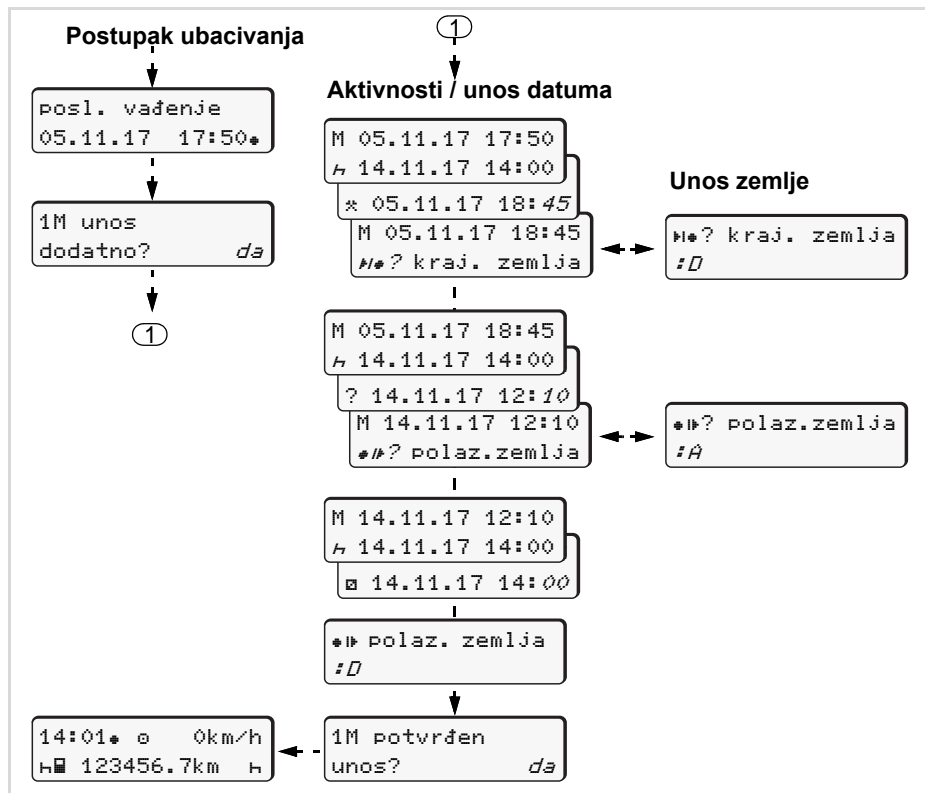 Postupak ubacivanja
posl. vađenje
05.11.17 17:50
1M unos
dodatno? da
1
1
Aktivnosti / unos datuma
M 05.11.17 17:50
14.11.17 14:00
05.11.17 18:45
M 05.11.17 18:45
? kraj. zemlja
Unos zemlje
? kraj. zemlja
:D
M 05.11.17 18:45
14.11.17 14:00
? 14.11.17 12:10
M 14.11.17 12:10
? polaz.zemlja
? polaz.zemlja
:A
M 14.11.17 12:10
14.11.17 14:00
14.11.17 14:00
polaz. zemlja
:D
1M potvrđen
unos? da
14:01 0km/h
123456.7km